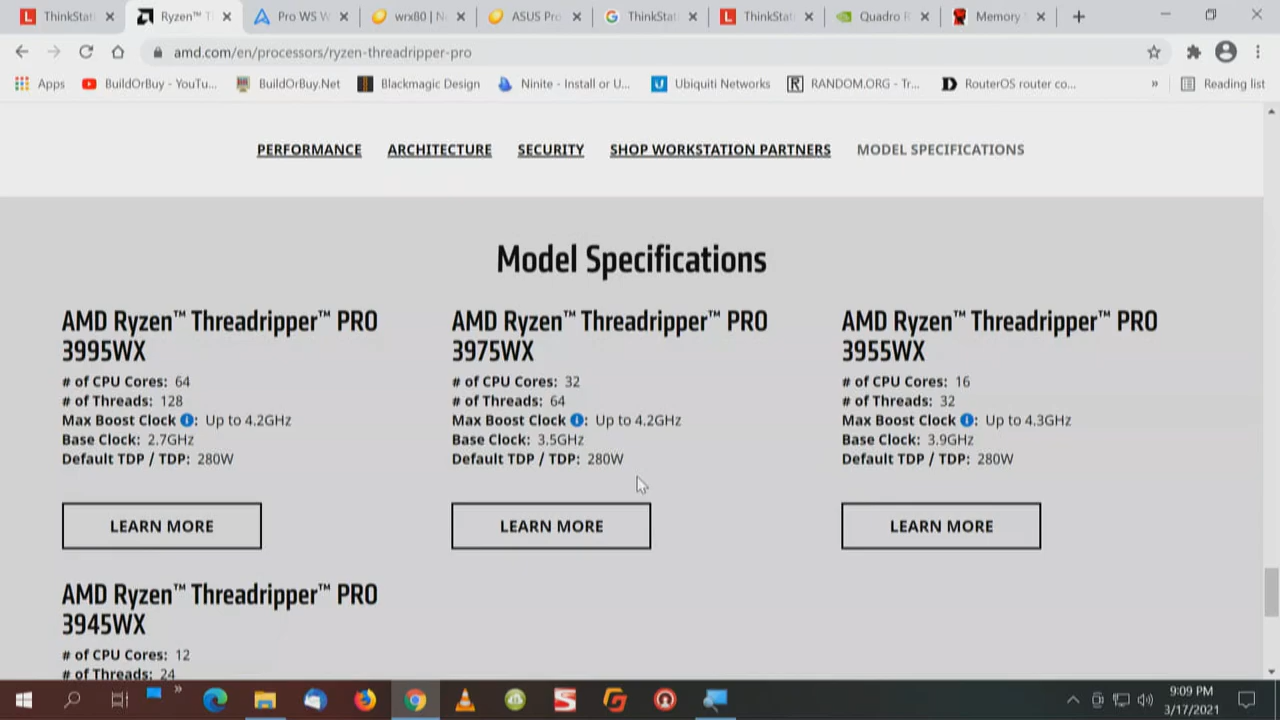 ThinkStati
Ryzen™ T
Pro WS W
wrx80 | N
ASUS Pro
ThinkStat
ThinkStati
Quadro R
Memory
amd.com/en/processors/ryzen-threadripper-pro
Apps
BuildOrBuy - YouTu...
BuildOrBuy.Net
Blackmagic Design
Ninite - Install or U...
Ubiquiti Networks
RANDOM.ORG - Tr...
RouterOS router co...
»
Reading list
PERFORMANCE
ARCHITECTURE
SECURITY
SHOP WORKSTATION PARTNERS
MODEL SPECIFICATIONS
Model Specifications
AMD Ryzen™ Threadripper™ PRO
3995WX
# of CPU Cores: 64
# of Threads: 128
Max Boost Clock : Up to 4.2GHz
Base Clock: 2.7GHz
Default TDP / TDP: 280W
LEARN MORE
AMD Ryzen™ Threadripper™ PRO
3975WX
# of CPU Cores: 32
# of Threads: 64
Max Boost Clock : Up to 4.2GHz
Base Clock: 3.5GHz
Default TDP / TDP: 280W
LEARN MORE
AMD Ryzen™ Threadripper™ PRO
3955WX
# of CPU Cores: 16
# of Threads: 32
Max Boost Clock : Up to 4.3GHz
Base Clock: 3.9GHz
Default TDP / TDP: 280W
LEARN MORE
AMD Ryzen™ Threadripper™ PRO
3945WX
# of CPU Cores: 12
# of Threads: 24
9:09 PM
3/17/2021